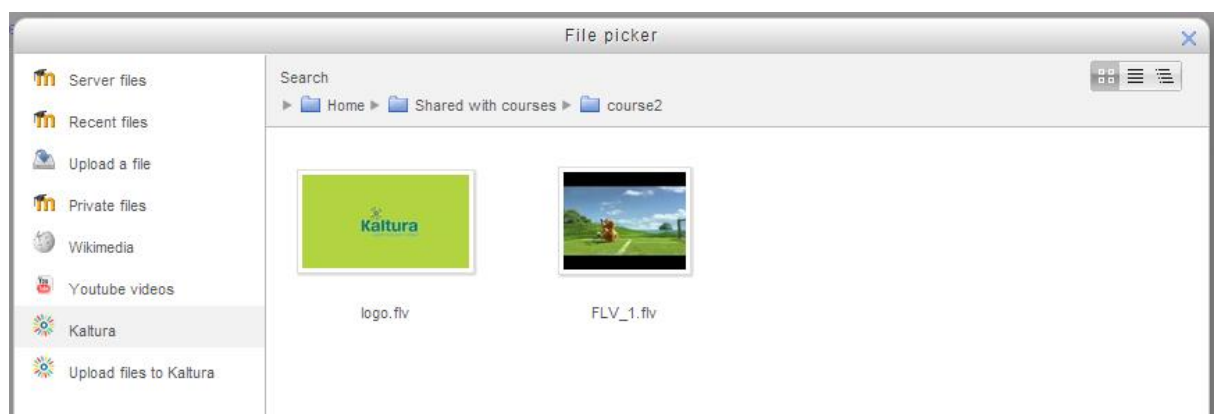 File picker
Server files
Recent files
Upload a file
Private files
Wikimedia
Youtube videos
Kaltura
Upload files to Kaltura
Search
Home Shared with courses course2
Kaltura
logo.flv
FLV_1.flv